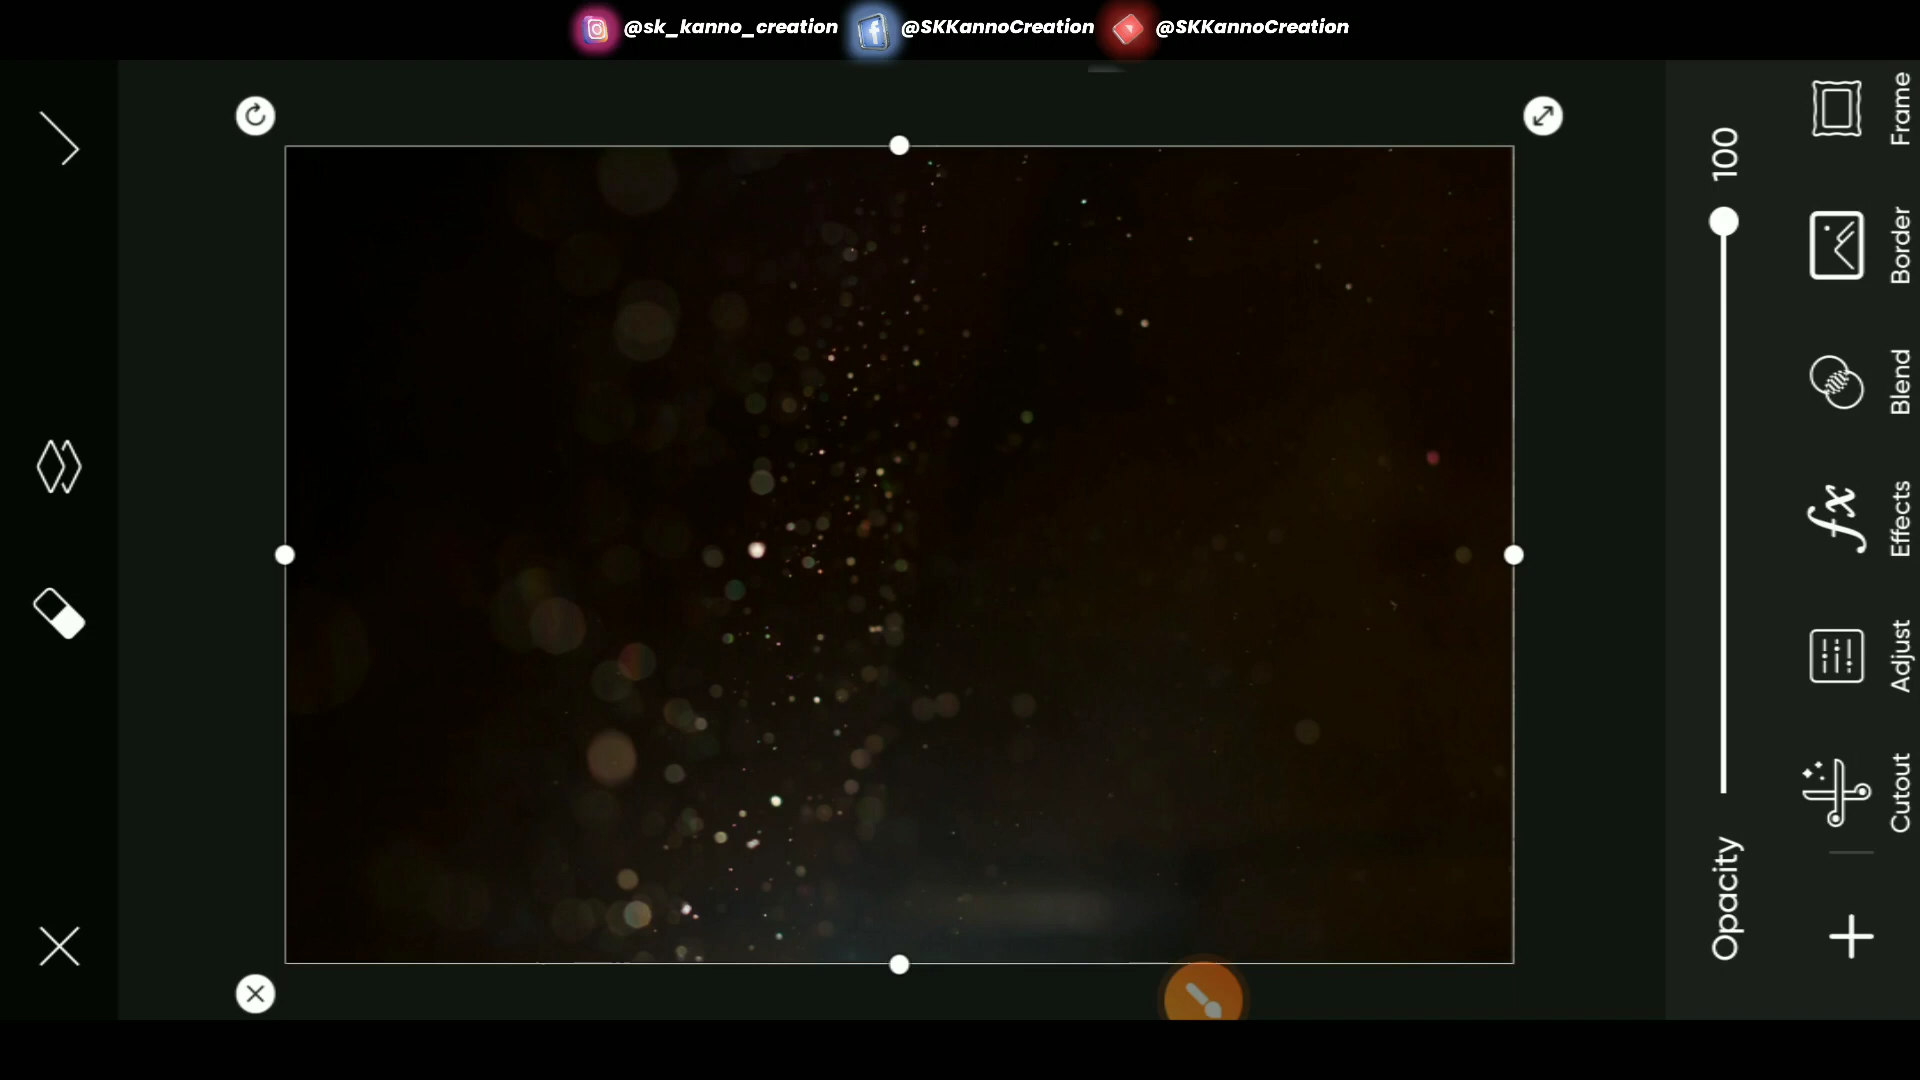 @sk_kanno_creation @SKKannoCreation @SKKannoCreation
Frame
Border
Blend
Effects
Adjust
Cutout
100
Opacity